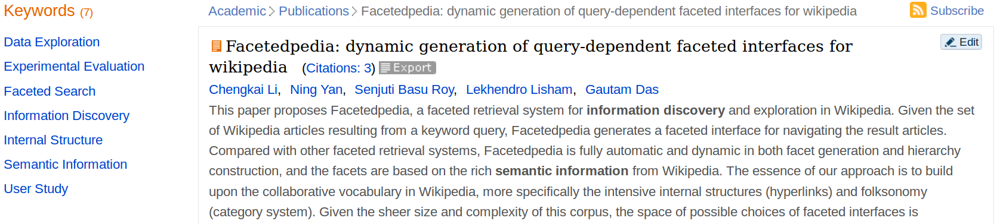 Keywords (7)
Data Exploration
Experimental Evaluation
Faceted Search
Information Discovery
Internal Structure
Semantic Information
User Study
Academic > Publications > Facetedpedia: dynamic generation of query-dependent faceted interfaces for wikipedia
Subscribe
Edit
Facetedpedia: dynamic generation of query-dependent faceted interfaces for
wikipedia (Citations: 3) Export
Chengkai Li, Ning Yan, Senjuti Basu Roy, Lekhendro Lisham, Gautam Das
This paper proposes Facetedpedia, a faceted retrieval system for information discovery and exploration in Wikipedia. Given the set
of Wikipedia articles resulting from a keyword query, Facetedpedia generates a faceted interface for navigating the result articles.
Compared with other faceted retrieval systems, Facetedpedia is fully automatic and dynamic in both facet generation and hierarchy
construction, and the facets are based on the rich semantic information from Wikipedia. The essence of our approach is to build
upon the collaborative vocabulary in Wikipedia, more specifically the intensive internal structures (hyperlinks) and folksonomy
(category system). Given the sheer size and complexity of this corpus, the space of possible choices of faceted interfaces is